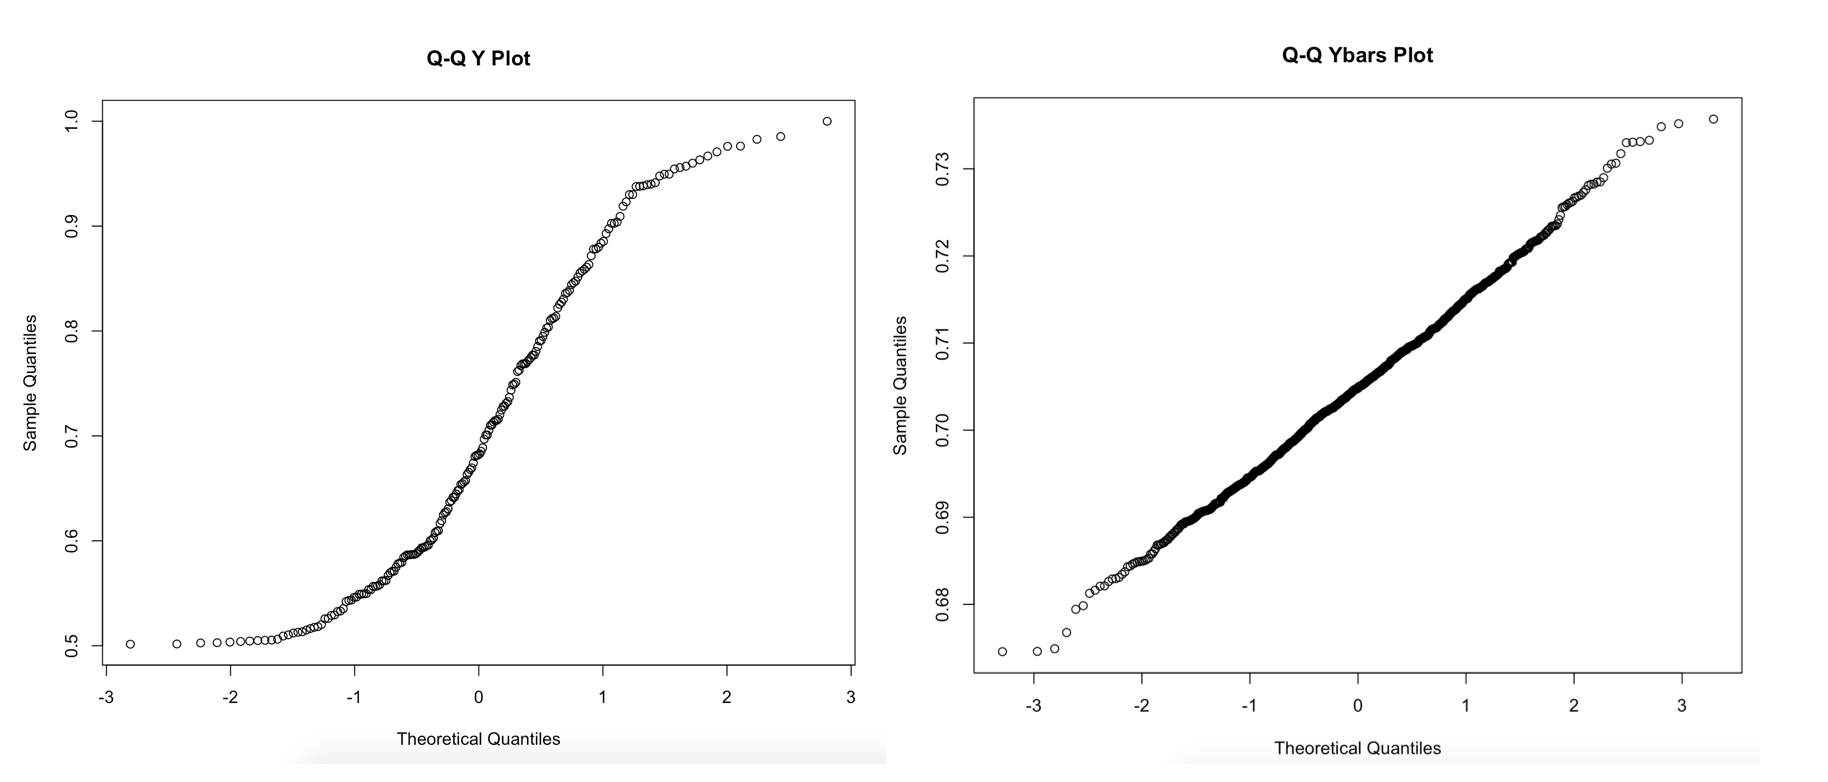 Q-Q Y Plot
Sample Quantiles
1.0
0.9
0.8
0.7
0.6
0.5
-3 -2 -1 0 1 2 3
Theoretical Quantiles
Q-Q Ybars Plot
Sample Quantiles
0.73
0.72
0.71
0.70
0.69
0.68
-3 -2 -1 0 1 2 3
Theoretical Quantiles